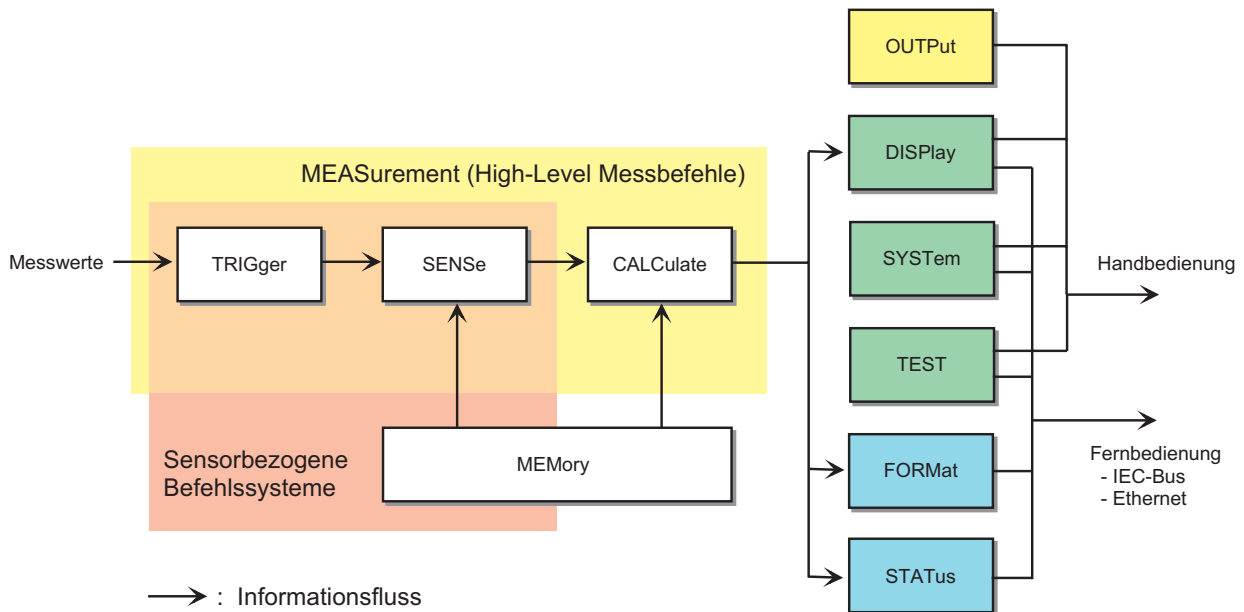 OUTPut
DISPlay
MEASurement (High-Level Messbefehle)
Messwerte
TRIGger
SENSe
CALCulate
SYSTem
Handbedienung
TEST
Sensorbezogene
Befehlssysteme
MEMory
FORMat
Fernbedienung
- IEC-Bus
- Ethernet
STATus
: Informationsfluss